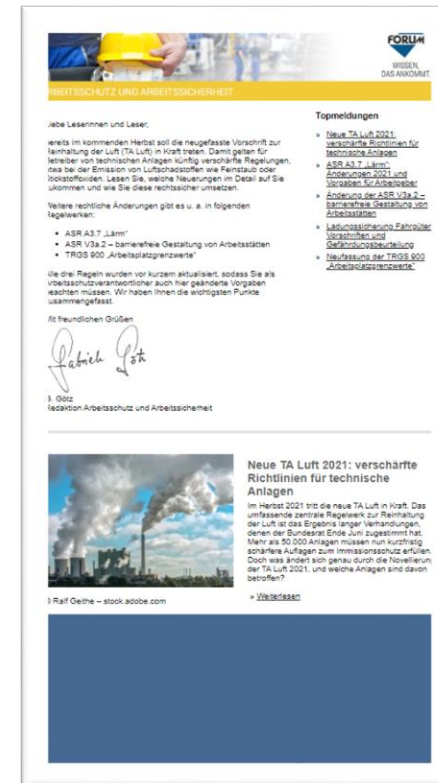 FORUM
WISSEN,
DAS ANKOMMT.
RBEITSSCHUTZ UND ARBEITSSICHERHEIT
Liebe Leserinnen und Leser,
bereits im kommenden Herbst soll die neugefasste Vorschrift zur
Reinhaltung der Luft (TA Luft) in Kraft treten. Damit gelten für
Betreiber von technischen Anlagen künftig verschärfte Regelungen,
etwa bei der Emission von Luftschadstoffen wie Feinstaub oder
Stickstoffoxiden. Lesen Sie, welche Neuerungen im Detail auf Sie
zukommen und wie Sie diese rechtssicher umsetzen.
Weitere rechtliche Änderungen gibt es u. a. in folgenden
Regelwerken:
• ASR A3.7 „Lärm“
• ASR V3a.2 – barrierefreie Gestaltung von Arbeitsstätten
• TRGS 900 „Arbeitsplatzgrenzwerte“
Alle drei Regeln wurden vor kurzem aktualisiert, sodass Sie als
Arbeitsschutzverantwortlicher auch hier geänderte Vorgaben
beachten müssen. Wir haben Ihnen die wichtigsten Punkte
zusammengefasst.
Mit freundlichen Grüßen
Gabriele Götz
G. Götz
Redaktion Arbeitsschutz und Arbeitssicherheit
Topmeldungen
» Neue TA Luft 2021:
verschärfte Richtlinien für
technische Anlagen
» ASR A3.7 „Lärm“:
Änderungen 2021 und
Vorgaben für Arbeitgeber
» Änderung der ASR V3a.2 –
barrierefreie Gestaltung von
Arbeitsstätten
» Ladungssicherung Fahrgüter
Vorschriften und
Gefährdungsbeurteilung
» Neufassung der TRGS 900
„Arbeitsplatzgrenzwerte“
Neue TA Luft 2021: verschärfte
Richtlinien für technische
Anlagen
Im Herbst 2021 tritt die neue TA Luft in Kraft. Das
umfassende zentrale Regelwerk zur Reinhaltung
der Luft ist das Ergebnis langer Verhandlungen,
denen der Bundesrat Ende Juni zugestimmt hat.
Mehr als 50.000 Anlagen müssen nun kurzfristig
schärfere Auflagen zum Immissionsschutz erfüllen.
Doch was ändert sich genau durch die Novellierung
der TA Luft 2021, und welche Anlagen sind davon
betroffen?
» Weiterlesen
© Ralf Geithe – stock.adobe.com